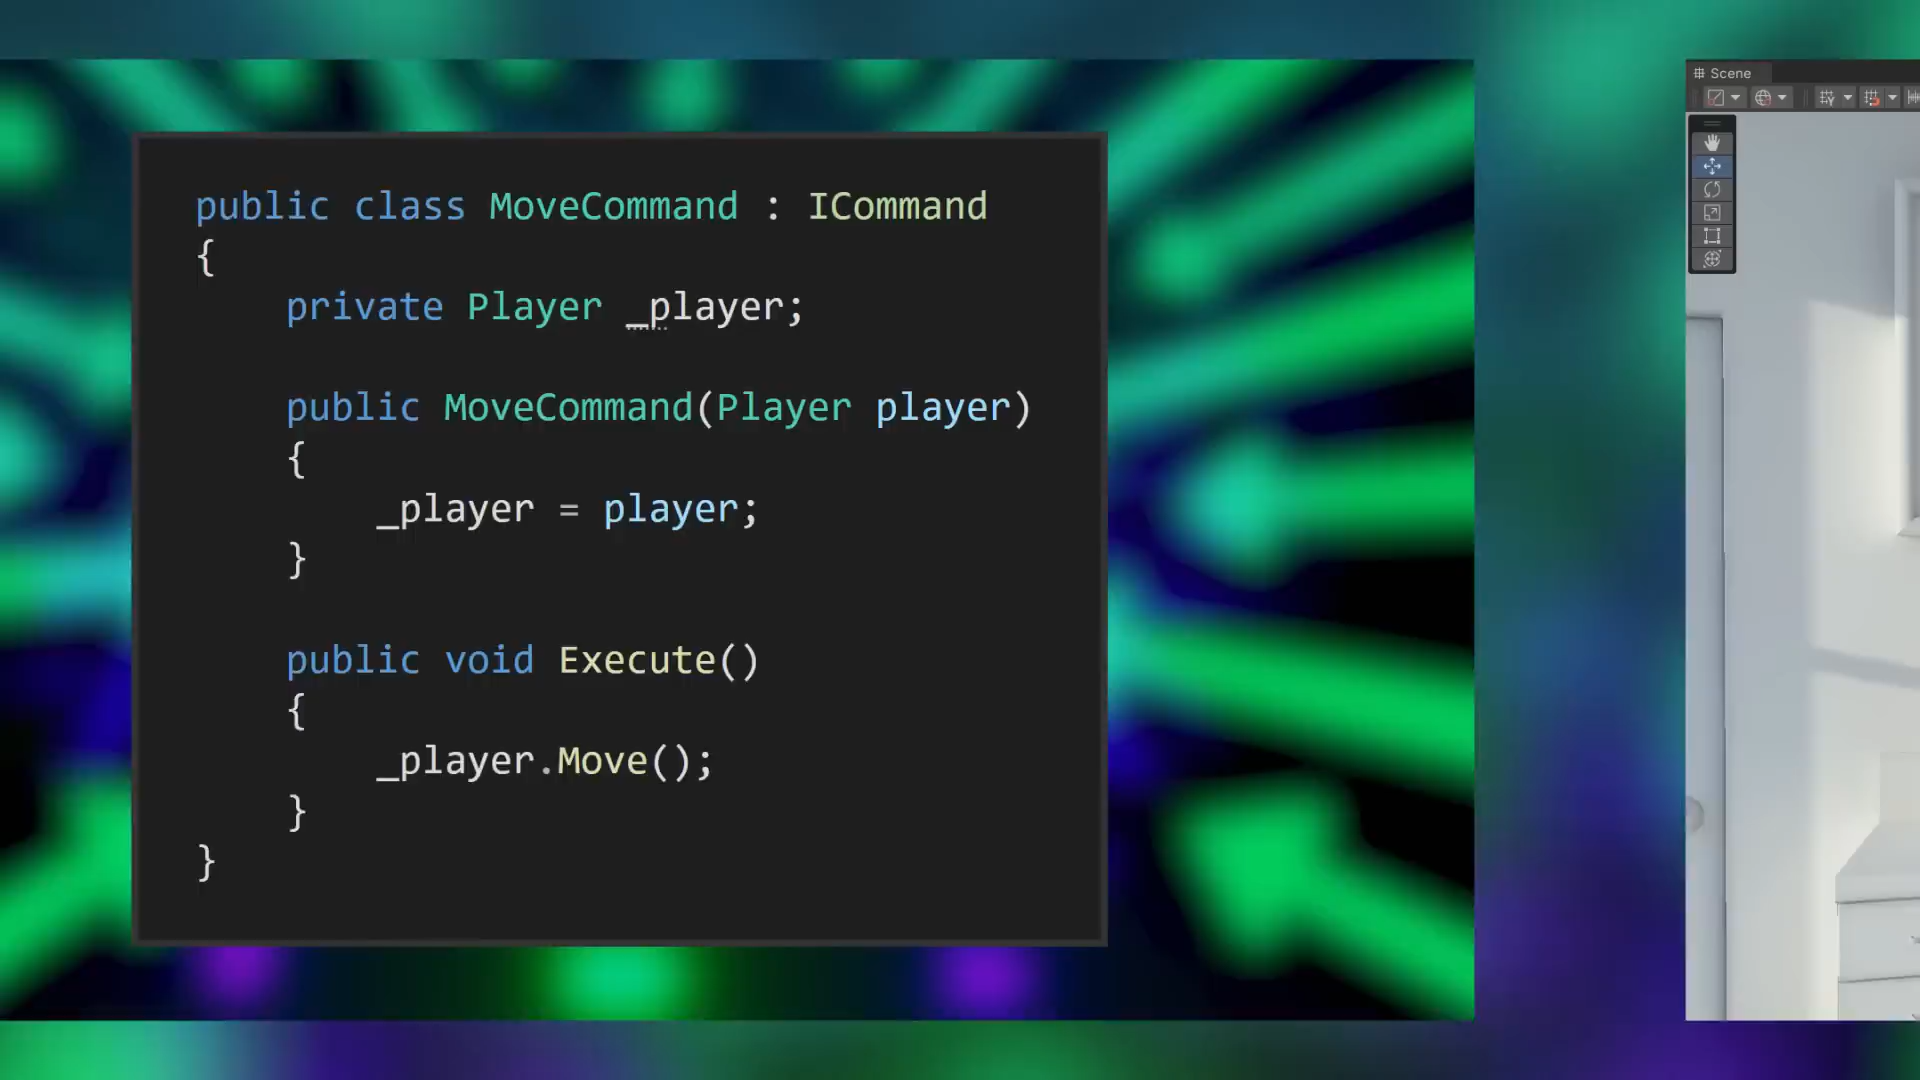 public class MoveCommand : ICommand
{
private Player _player;
public MoveCommand(Player player)
{
_player = player;
}
public void Execute()
{
_player.Move();
}
}
Scene